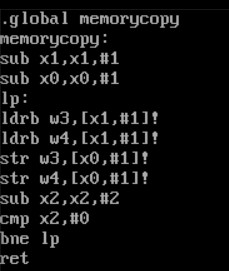 .global memorycopy
memorycopy:
sub x1,x1,#1
sub x0,x0,#1
lp:
ldrb w3,[x1,#1]!
ldrb w4,[x1,#1]!
str w3,[x0,#1]!
str w4,[x0,#1]!
sub x2,x2,#2
cmp x2,#0
bne lp
ret